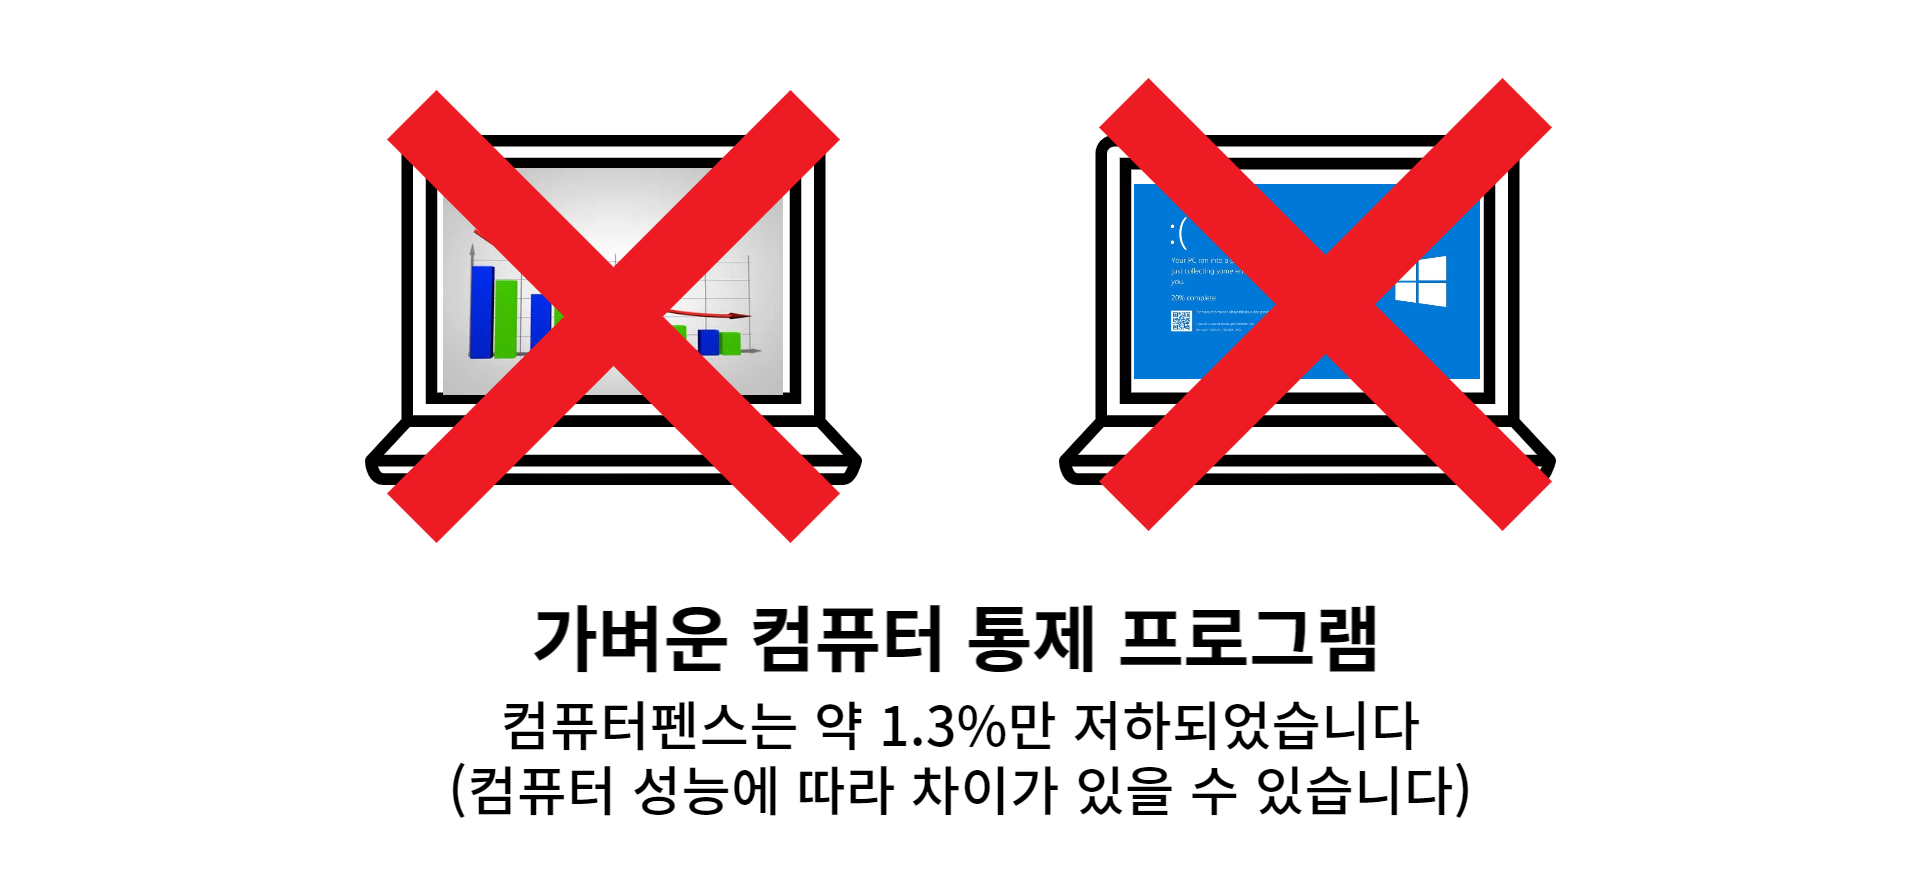 :(
Your PC ran into a
just collecting some
you.
20% complete
가벼운 컴퓨터 통제 프로그램
컴퓨터펜스는 약 1.3%만 저하되었습니다
(컴퓨터 성능에 따라 차이가 있을 수 있습니다)